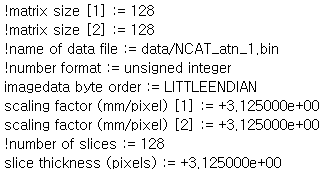 !matrix size [1] := 128
!matrix size [2] := 128
!name of data file := data/NCAT_atn_1.bin
!number format := unsigned integer
imagedata byte order := LITTLEENDIAN
scaling factor (mm/pixel) [1] := +3.125000e+00
scaling factor (mm/pixel) [2] := +3.125000e+00
!number of slices := 128
slice thickness (pixels) := +3.125000e+00